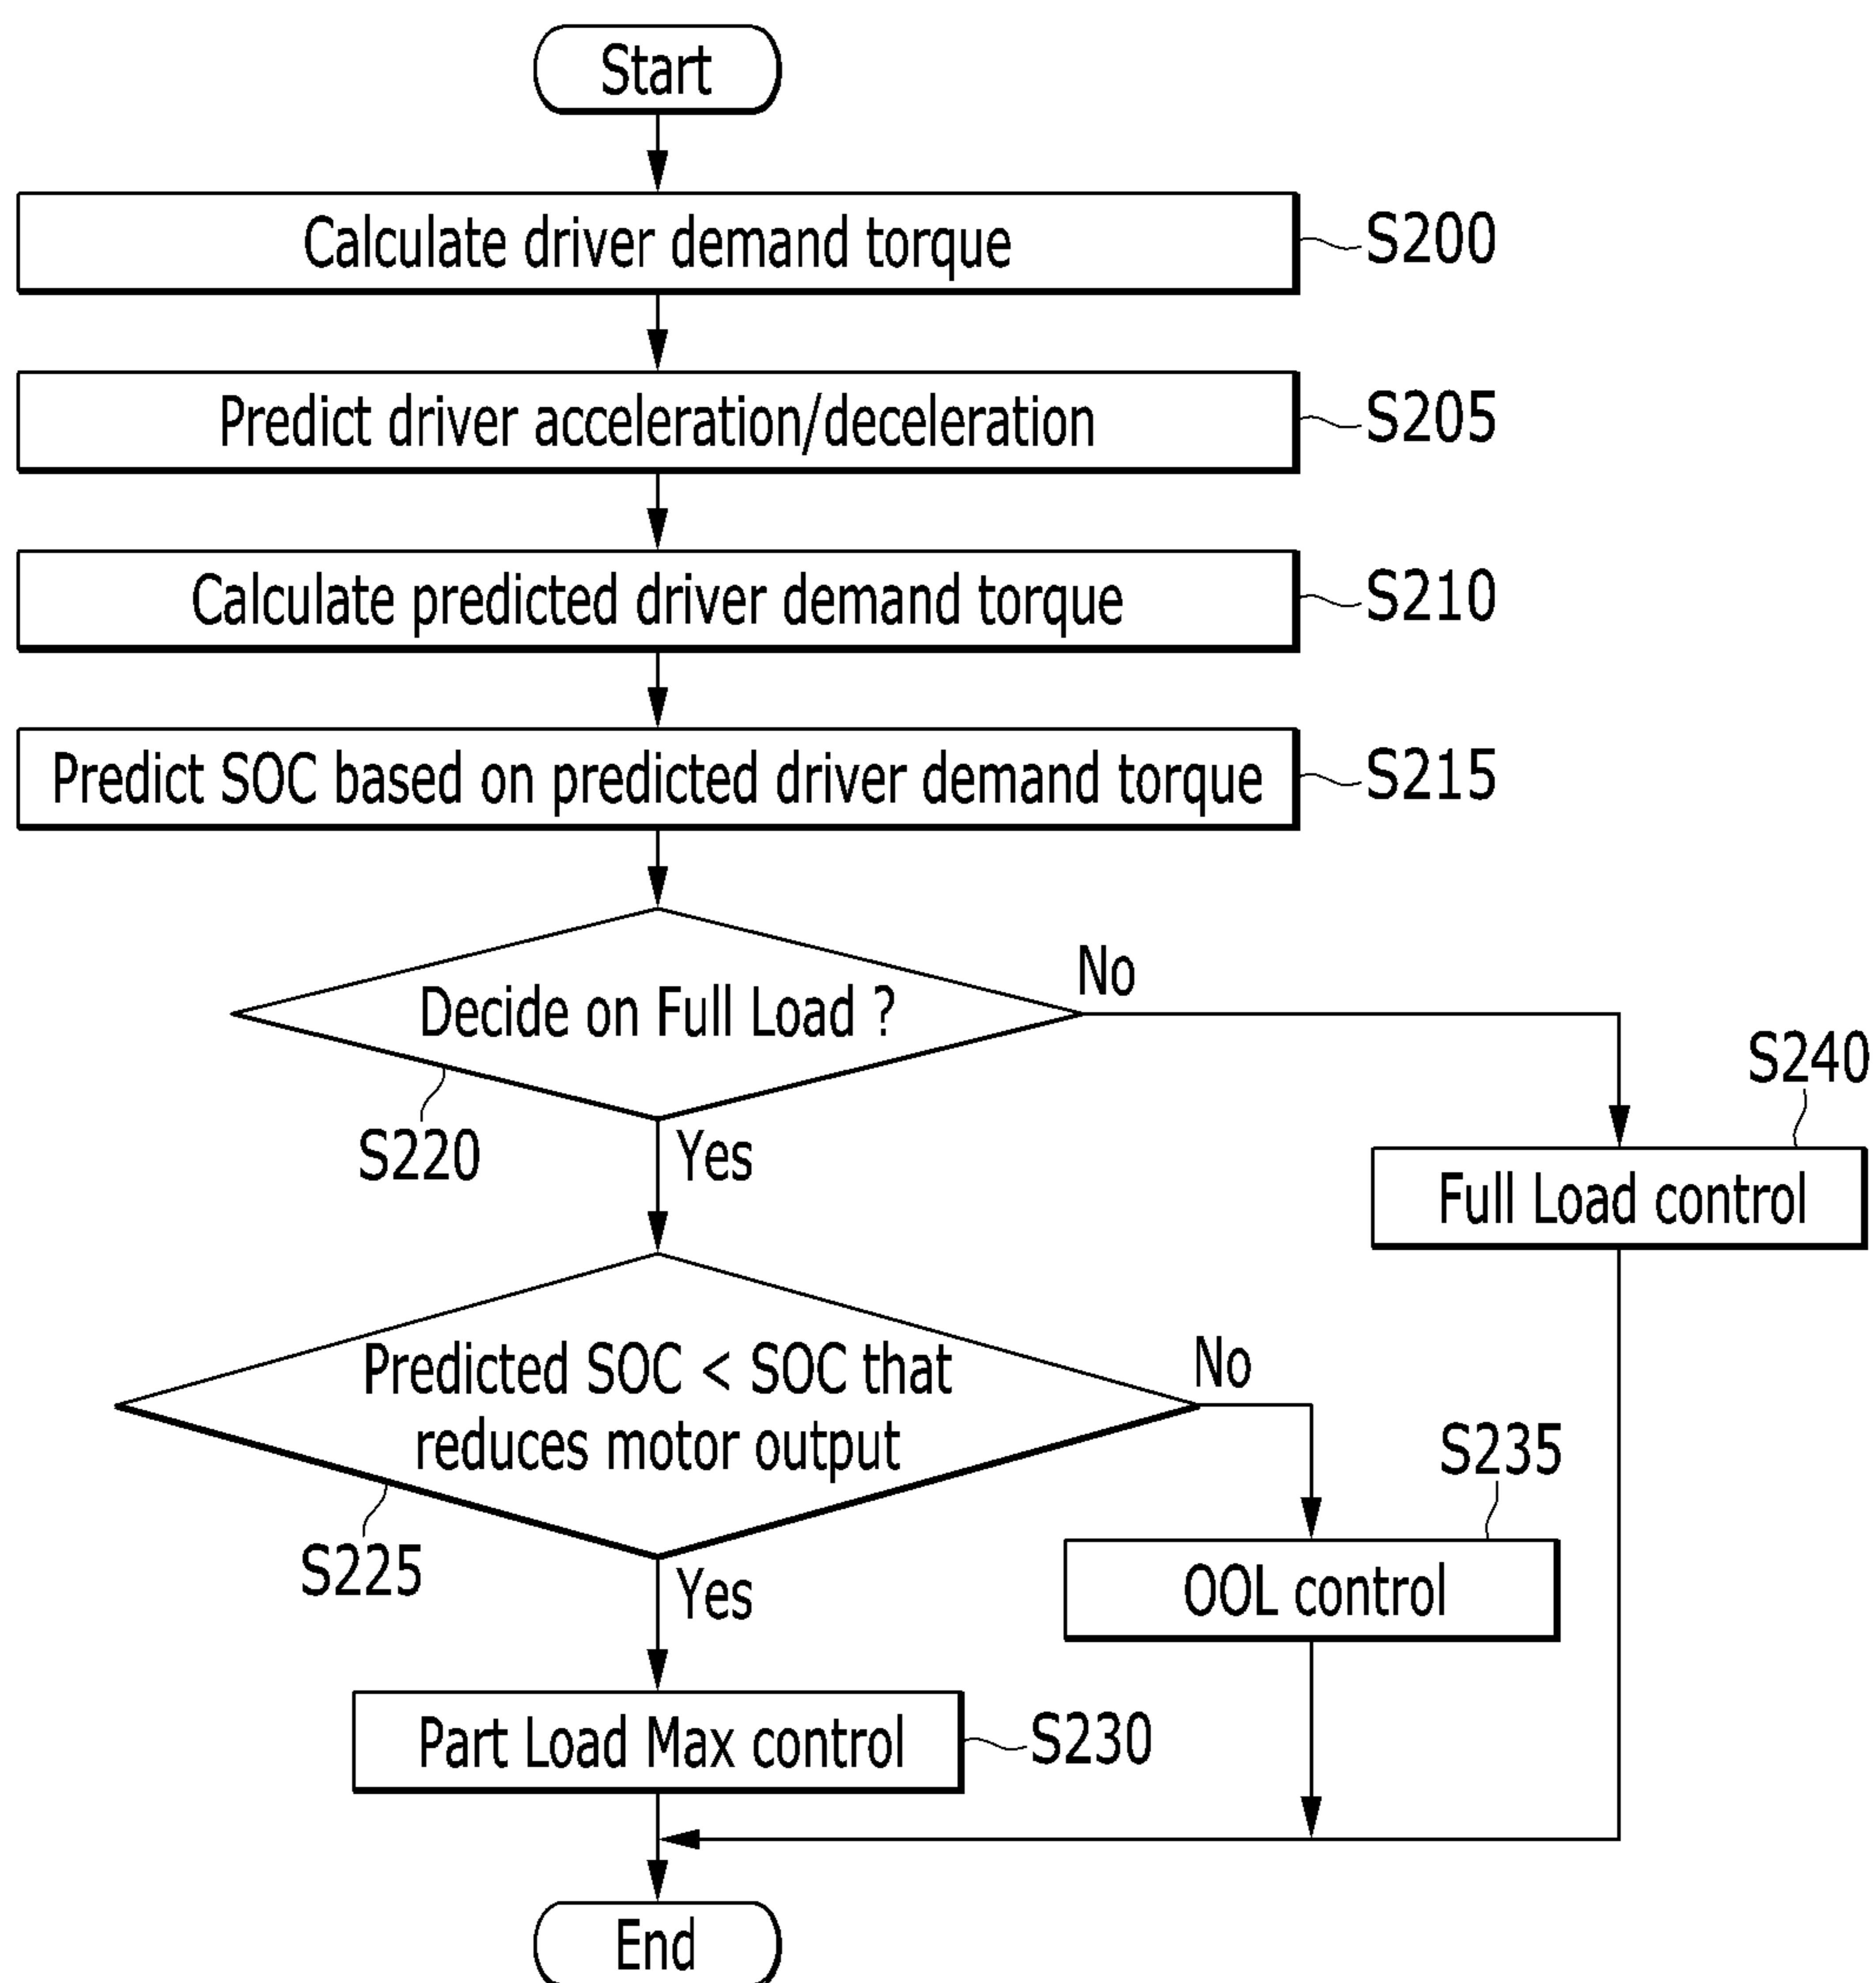 Start
Calculate driver demand torque
S200
Predict driver acceleration/deceleration
S205
Calculate predicted driver demand torque
S210
Predict SOC based on predicted driver demand torque
S215
Decide on Full Load ?
No
S220
Yes
S240
Full Load control
Predicted SOC < SOC that
reduces motor output
No
S225
Yes
S235
OOL control
Part Load Max control
S230
End